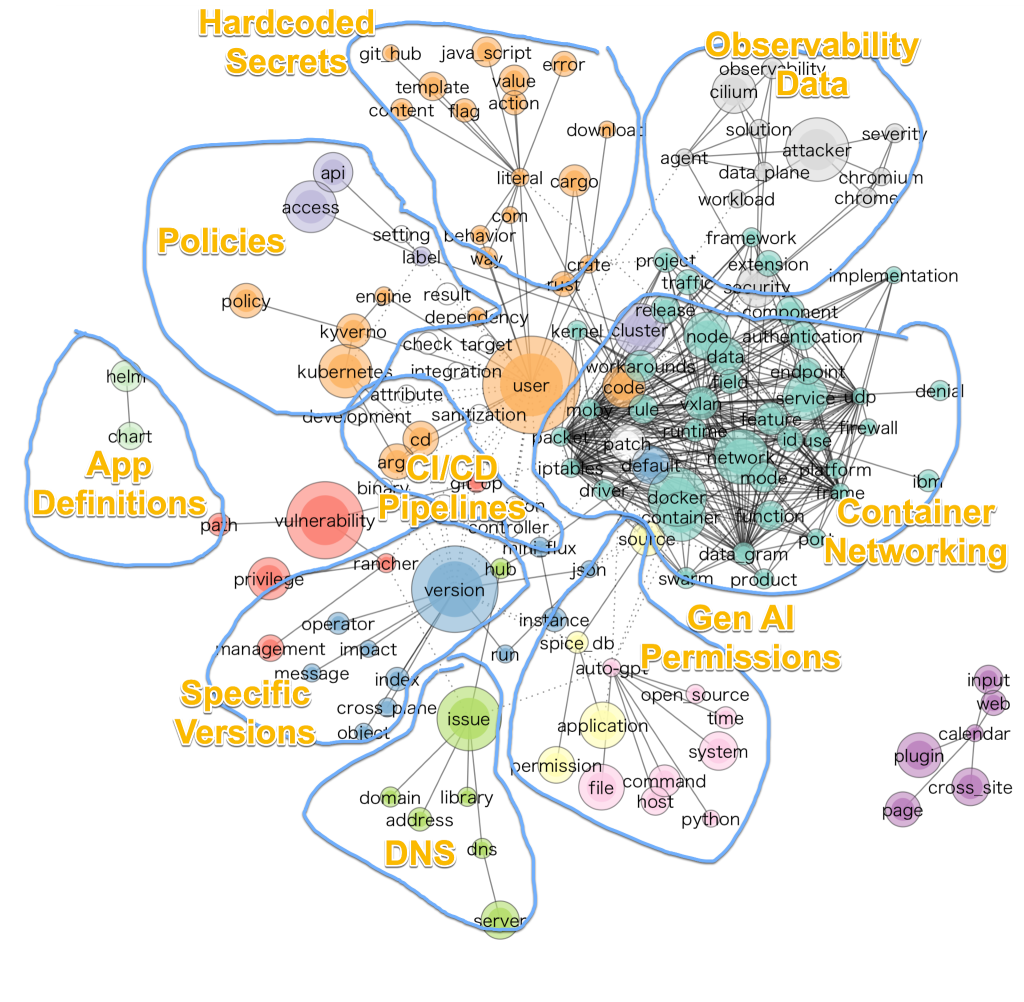 Hardcoded
Secrets
git_hub
java_script
error
template
value
content
flag
action
download
literal
cargo
com
behavior
way
crate
rust
Observability
Data
observability
cilium
solution
attacker
severity
agent
data_plane
chromium
workload
chrome
framework
extension
security
Policies
api
access
setting
label
policy
engine
result
dependency
kyverno
check
target
kubernetes
integration
attribute
development
sanitization
user
project
traffic
implementation
release
component
kernel
cluster
node
authentication
data
workarounds
endpoint
code
field
service
udp
denial
moby
rule
vxlan
feature
firewall
packet
patch
runtime
id
use
iptables
default
network
platform
mode
frame
ibm
driver
docker
container
function
port
Container
Networking
source
data_gram
swarm
product
helm
chart
App
Definitions
cd
CI/CD
Pipelines
binary
controller
path
vulnerability
rancher
privilege
management
hub
json
version
operator
impact
message
index
cross_plane
object
instance
run
Specific
Versions
Gen AI
Permissions
spice_db
auto-gpt
open_source
time
application
system
permission
file
command
host
python
issue
domain
library
address
dns
DNS
server
input
web
calendar
plugin
cross_site
page